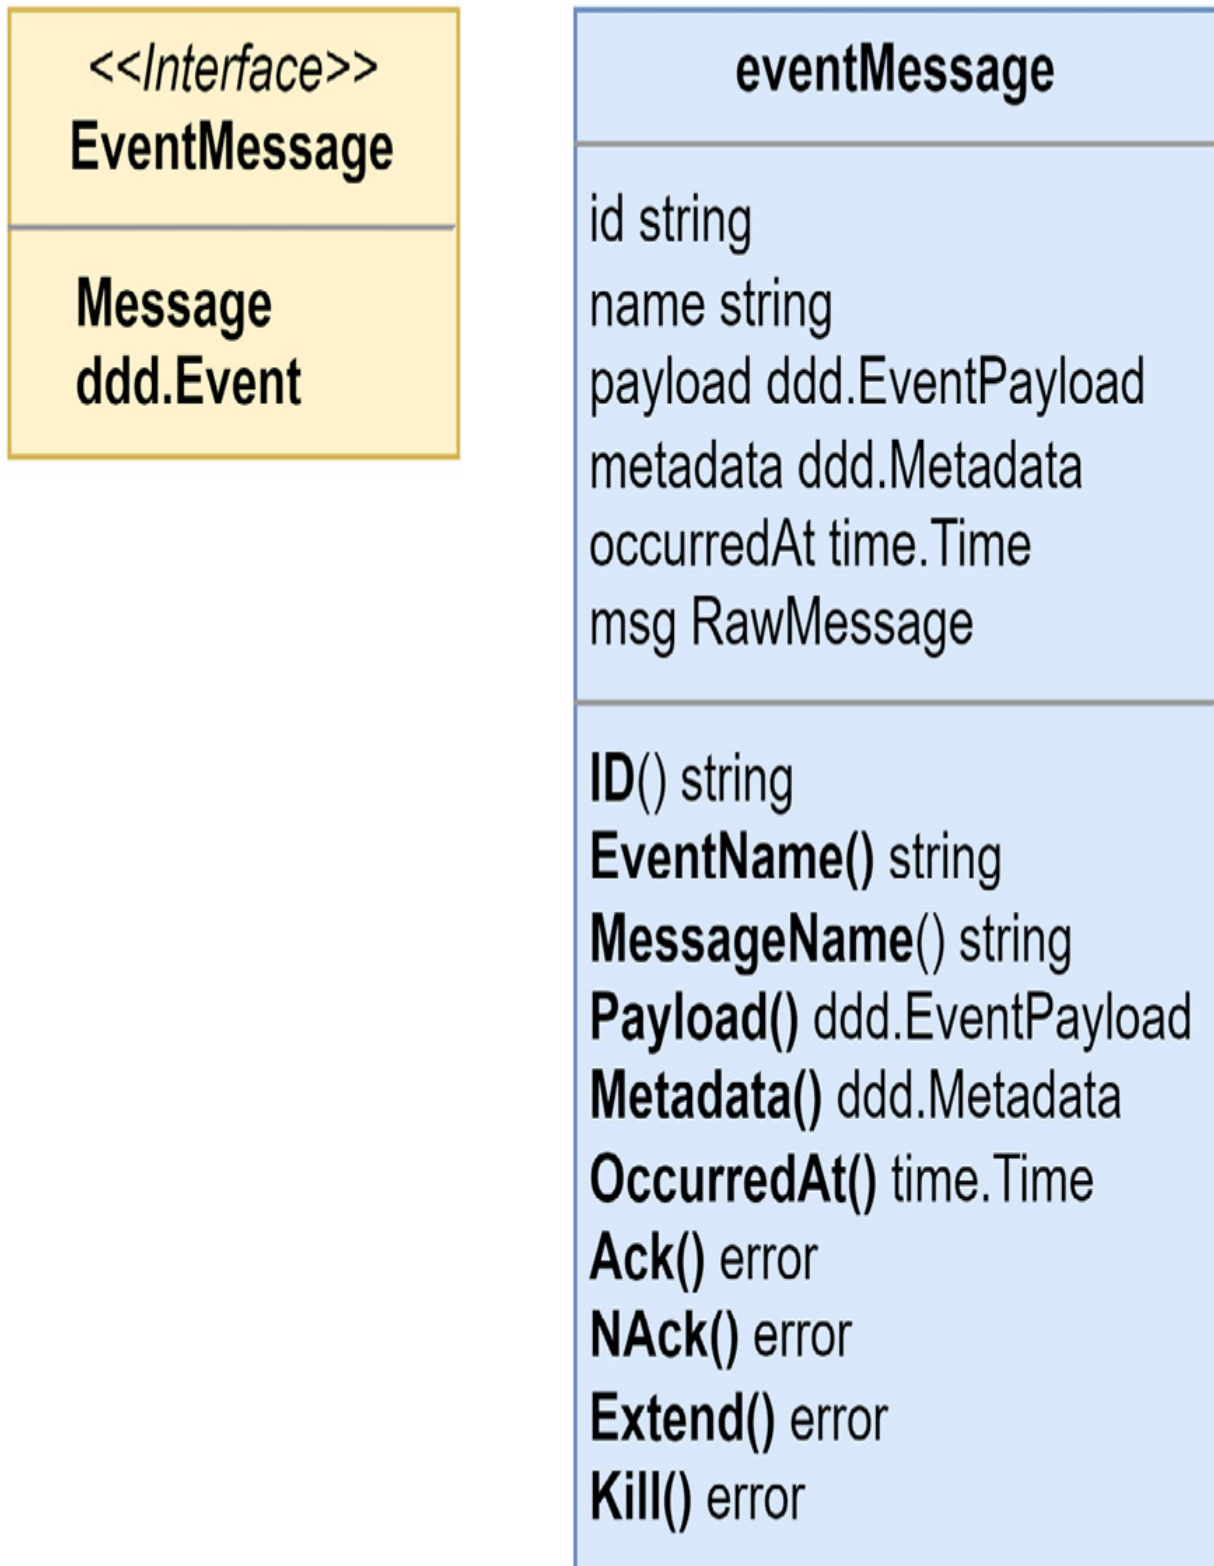 <<Interface>>
EventMessage
Message
ddd.Event
eventMessage
id string
name string
payload ddd.EventPayload
metadata ddd.Metadata
occurredAt time.Time
msg RawMessage
ID() string
EventName() string
MessageName() string
Payload() ddd.EventPayload
Metadata() ddd.Metadata
OccurredAt() time.Time
Ack() error
NAck() error
Extend() error
Kill() error